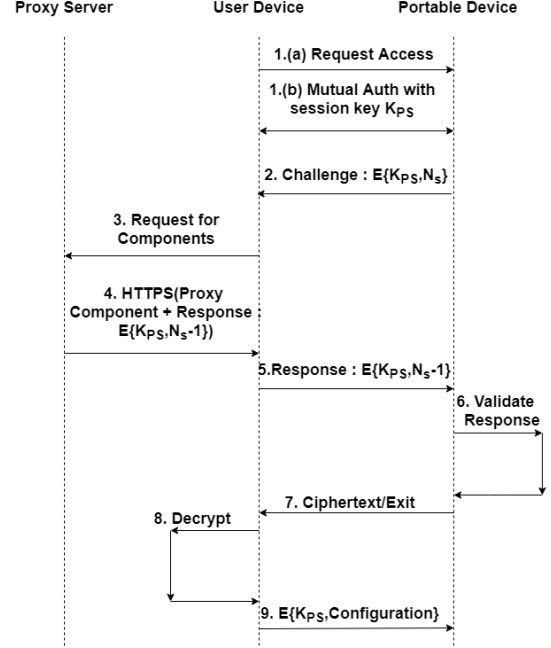 Proxy Server User Device Portable Device
1.(a) Request Access
1.(b) Mutual Auth with
session key KPS
2. Challenge : E{KPS,Ns}
3. Request for
Components
4. HTTPS(Proxy
Component + Response :
E{KPS,Ns-1})
5.Response : E{KPS,Ns-1}
6. Validate
Response
7. Ciphertext/Exit
8. Decrypt
9. E{KPS,Configuration}